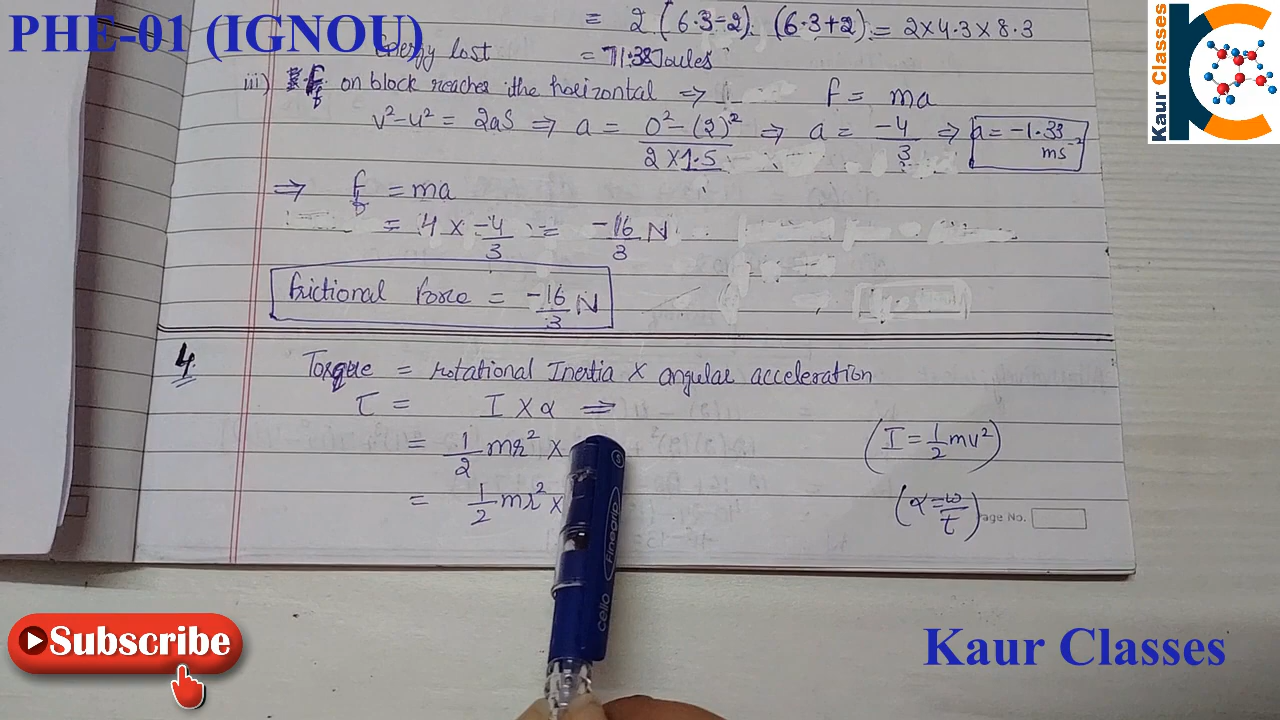 PHE-01 (IGNOU)
= 2 (6.3-2). (6.3+2) = 2×4.3×8.3
Energy lost = 71.38 Joules
iii) on block reaches the horizontal ⇒ f = ma
v²-u² = 2aS ⇒ a = 0²-(2)²/2×1.5 ⇒ a = -4/3 ⇒ a = -1.33 ms⁻²
⇒ f = ma
= 4 × -4/3 = -16/3 N
frictional force = -16/3 N
4. Torque = rotational Inertia × angular acceleration
τ = I × α ⇒
= 1/2 mr² × (I = 1/2 mv²)
= 1/2 mr² × (α = ω/t)
age No.
cello Finegrip
Kaur Classes
Subscribe
Kaur Classes